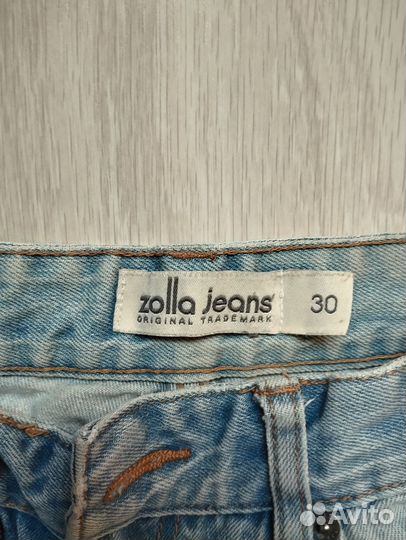 zolla jeans
ORIGINAL TRADEMARK
30
Avito